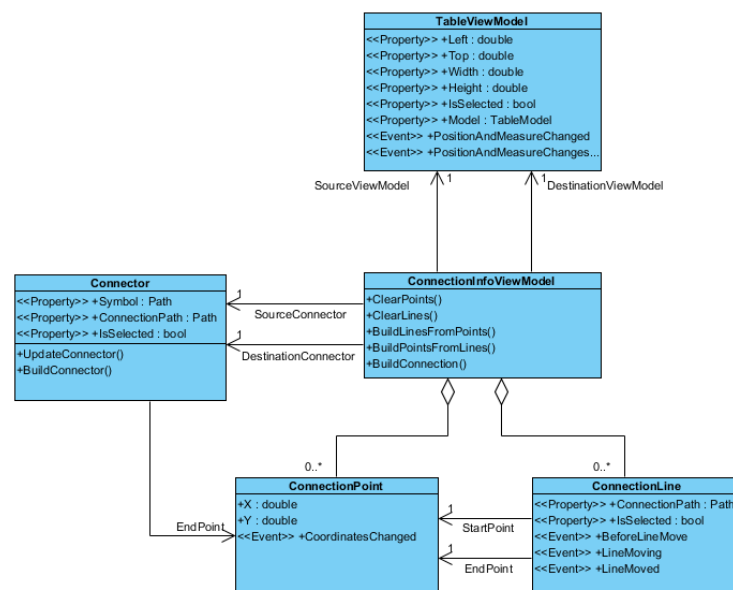 TableViewModel
<<Property>> +Left : double
<<Property>> +Top : double
<<Property>> +Width : double
<<Property>> +Height : double
<<Property>> +IsSelected : bool
<<Property>> +Model : TableModel
<<Event>> +PositionAndMeasureChanged
<<Event>> +PositionAndMeasureChanges...
SourceViewModel
1
1
DestinationViewModel
Connector
<<Property>> +Symbol : Path
<<Property>> +ConnectionPath : Path
<<Property>> +IsSelected : bool
+UpdateConnector()
+BuildConnector()
1
SourceConnector
1
DestinationConnector
ConnectionInfoViewModel
+ClearPoints()
+ClearLines()
+BuildLinesFromPoints()
+BuildPointsFromLines()
+BuildConnection()
0..*
0..*
EndPoint
ConnectionPoint
+X : double
+Y : double
<<Event>> +CoordinatesChanged
1
StartPoint
1
EndPoint
ConnectionLine
<<Property>> +ConnectionPath : Path
<<Property>> +IsSelected : bool
<<Event>> +BeforeLineMove
<<Event>> +LineMoving
<<Event>> +LineMoved